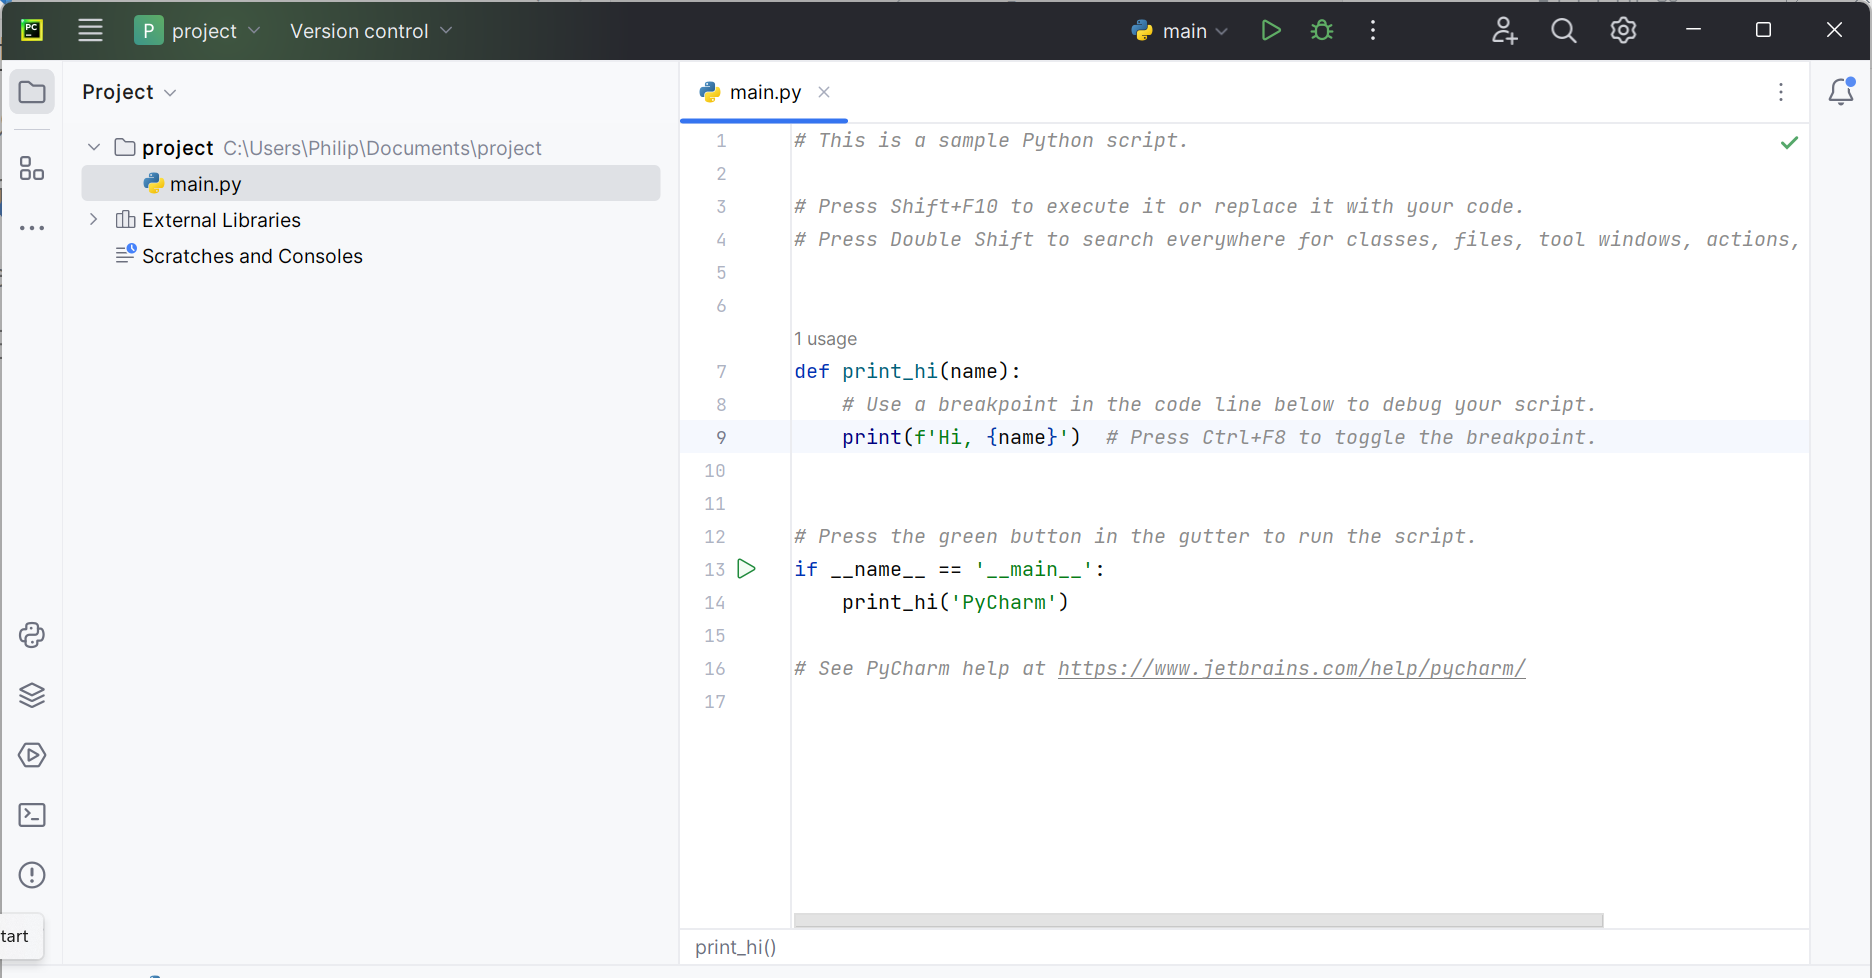 PC
P project Version control main
Project
main.py
project C:\Users\Philip\Documents\project
main.py
External Libraries
Scratches and Consoles
1 # This is a sample Python script.
2
3 # Press Shift+F10 to execute it or replace it with your code.
4 # Press Double Shift to search everywhere for classes, files, tool windows, actions,
5
6
1 usage
7 def print_hi(name):
8     # Use a breakpoint in the code line below to debug your script.
9     print(f'Hi, {name}')  # Press Ctrl+F8 to toggle the breakpoint.
10
11
12 # Press the green button in the gutter to run the script.
13 if __name__ == '__main__':
14     print_hi('PyCharm')
15
16 # See PyCharm help at https://www.jetbrains.com/help/pycharm/
17
tart
print_hi()